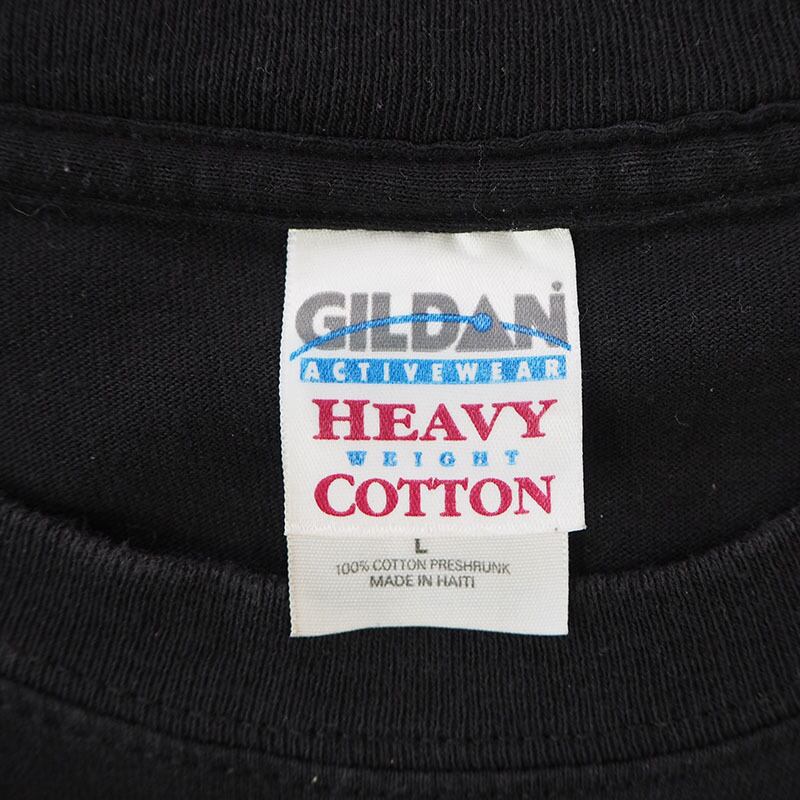 GILDAN
ACTIVEWEAR
HEAVY
WEIGHT
COTTON
L
100% COTTON PRESHRUNK
MADE IN HAITI